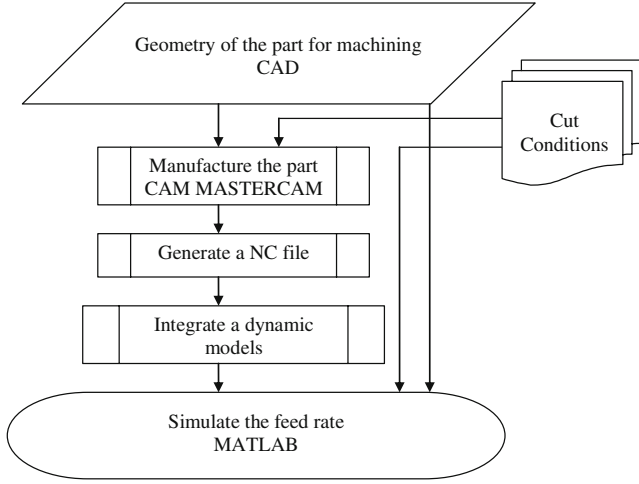 Geometry of the part for machining
CAD
Cut
Conditions
Manufacture the part
CAM MASTERCAM
Generate a NC file
Integrate a dynamic
models
Simulate the feed rate
MATLAB